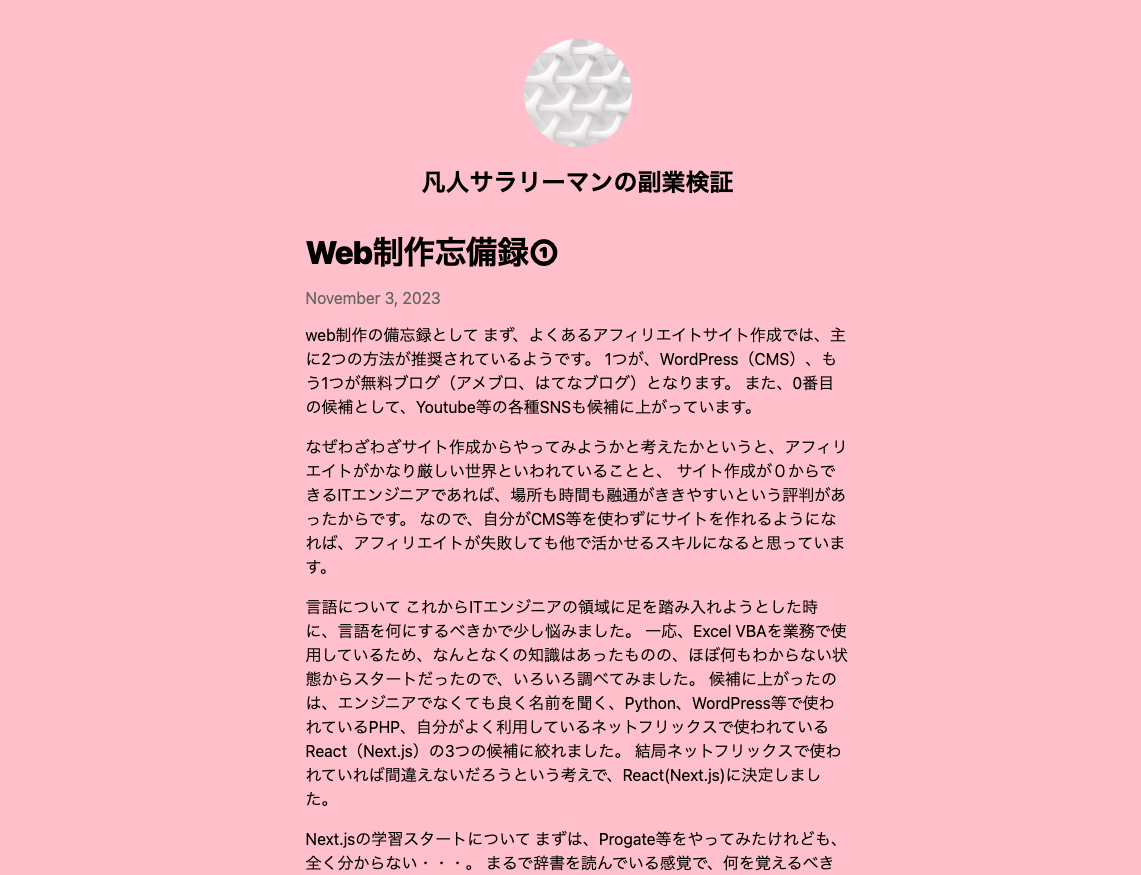 凡人サラリーマンの副業検証
Web制作忘備録①
November 3, 2023
web制作の備忘録として まず、よくあるアフィリエイトサイト作成では、主
に2つの方法が推奨されているようです。 1つが、WordPress（CMS）、も
う1つが無料ブログ（アメブロ、はてなブログ）となります。 また、0番目
の候補として、Youtube等の各種SNSも候補に上がっています。
なぜわざわざサイト作成からやってみようかと考えたかというと、アフィリ
エイトがかなり厳しい世界といわれていることと、 サイト作成が０からで
きるITエンジニアであれば、場所も時間も融通がききやすいという評判があ
ったからです。 なので、自分がCMS等を使わずにサイトを作れるようにな
れば、アフィリエイトが失敗しても他で活かせるスキルになると思っていま
す。
言語について これからITエンジニアの領域に足を踏み入れようとした時
に、言語を何にするべきかで少し悩みました。 一応、Excel VBAを業務で使
用しているため、なんとなくの知識はあったものの、ほぼ何もわからない状
態からスタートだったので、いろいろ調べてみました。 候補に上がったの
は、エンジニアでなくても良く名前を聞く、Python、WordPress等で使わ
れているPHP、自分がよく利用しているネットフリックスで使われている
React（Next.js）の3つの候補に絞れました。 結局ネットフリックスで使わ
れていれば間違えないだろうという考えで、React(Next.js)に決定しまし
た。
Next.jsの学習スタートについて まずは、Progate等をやってみたけれども、
全く分からない・・・。 まるで辞書を読んでいる感覚で、何を覚えるべき